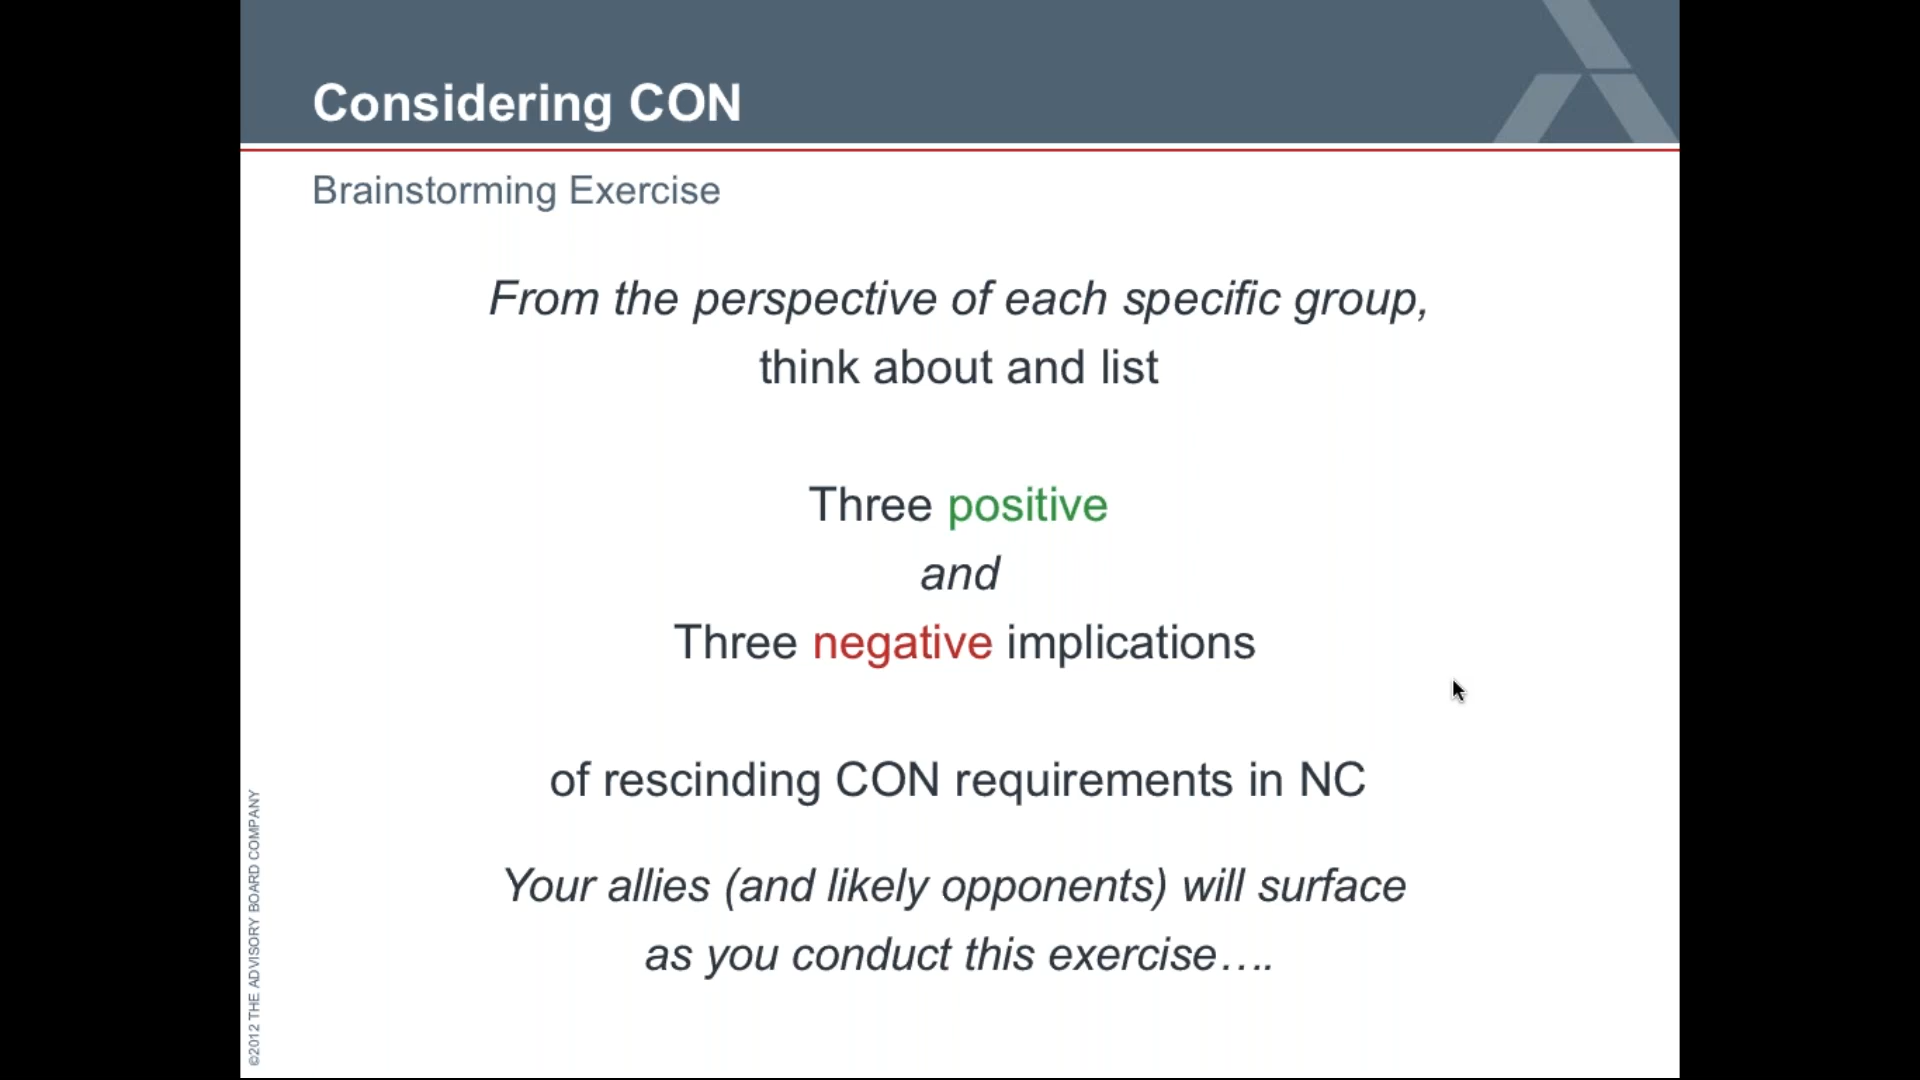 Considering CON
Brainstorming Exercise
From the perspective of each specific group,
think about and list
Three positive
and
Three negative implications
of rescinding CON requirements in NC
Your allies (and likely opponents) will surface
as you conduct this exercise….
©2012 THE ADVISORY BOARD COMPANY